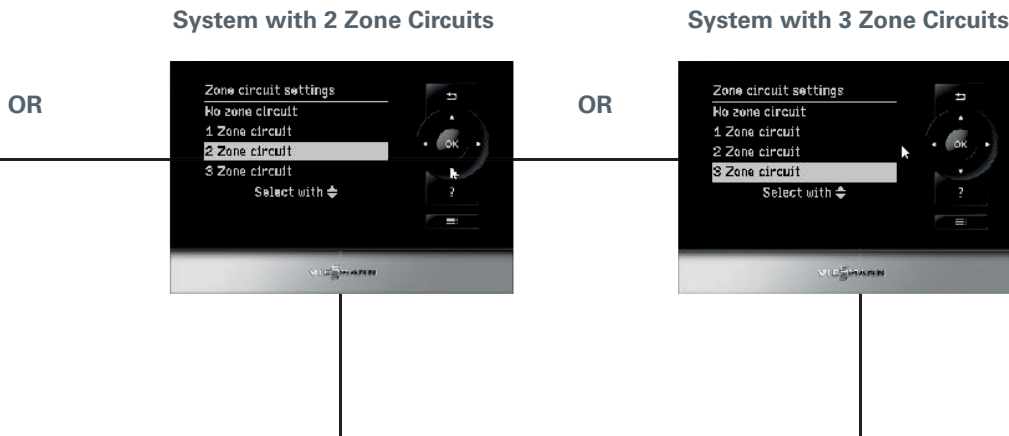 System with 2 Zone Circuits
OR
Zone circuit settings
No zone circuit
1 Zone circuit
2 Zone circuit
3 Zone circuit
Select with
OK
?
VIESMANN
System with 3 Zone Circuits
OR
Zone circuit settings
No zone circuit
1 Zone circuit
2 Zone circuit
3 Zone circuit
Select with
OK
?
VIESMANN